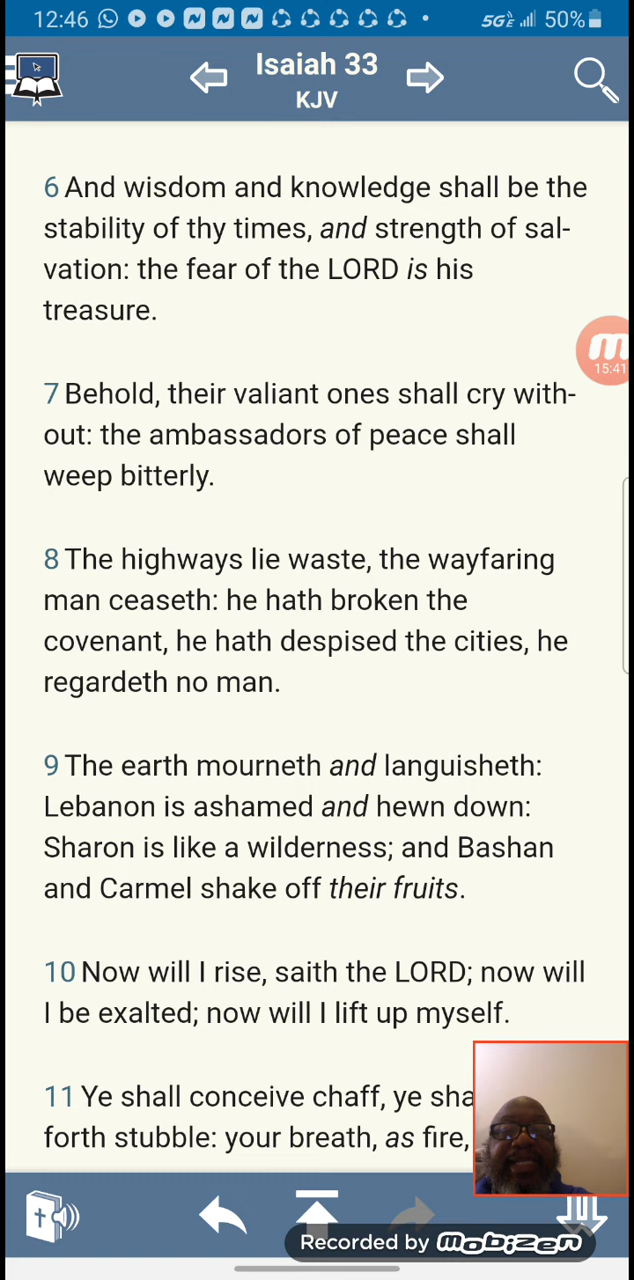 12:46 5GE 50%
Isaiah 33
KJV
6 And wisdom and knowledge shall be the
stability of thy times, and strength of sal-
vation: the fear of the LORD is his
treasure.
m
15:41
7 Behold, their valiant ones shall cry with-
out: the ambassadors of peace shall
weep bitterly.
8 The highways lie waste, the wayfaring
man ceaseth: he hath broken the
covenant, he hath despised the cities, he
regardeth no man.
9 The earth mourneth and languisheth:
Lebanon is ashamed and hewn down:
Sharon is like a wilderness; and Bashan
and Carmel shake off their fruits.
10 Now will I rise, saith the LORD; now will
I be exalted; now will I lift up myself.
11 Ye shall conceive chaff, ye sha
forth stubble: your breath, as fire,
Recorded by mobizen